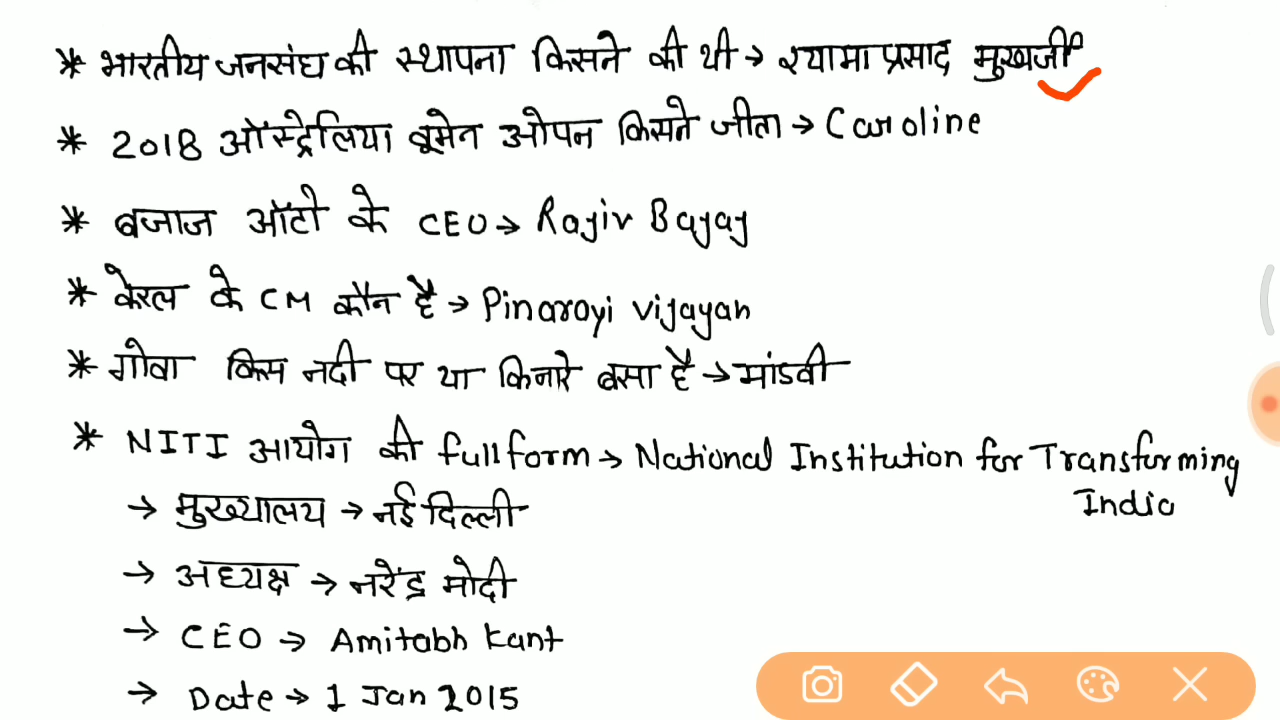 * भारतीय जनसंघ की स्थापना किसने की थी → श्यामा प्रसाद मुखर्जी
* 2018 ऑस्ट्रेलिया वूमेन ओपन किसने जीता → Caroline
* बजाज ऑटो के CEO → Rajiv Bajaj
* केरल के CM कौन है → Pinarayi vijayan
* गोवा किस नदी पर या किनारे बसा है → मांडवी
* NITI आयोग की fullform → National Institution for Transforming
India
→ मुख्यालय → नई दिल्ली
→ अध्यक्ष → नरेंद्र मोदी
→ CEO → Amitabh Kant
→ Date → 1 Jan 2015